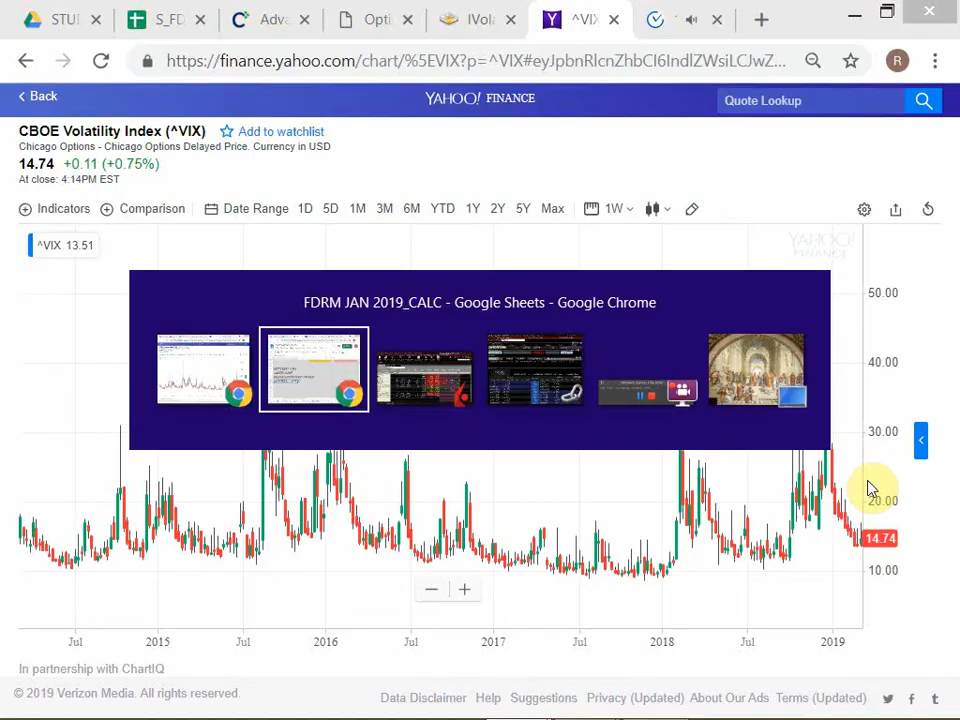 STUI
S_FD
Adva
Opti
IVola
^VIX
https://finance.yahoo.com/chart/%5EVIX?p=^VIX#eyJpbnRlcnZhbCI6IndlZWsiLCJwZ...
R
Back
YAHOO! FINANCE
Quote Lookup
CBOE Volatility Index (^VIX)
Add to watchlist
Chicago Options - Chicago Options Delayed Price. Currency in USD
14.74 +0.11 (+0.75%)
At close: 4:14PM EST
Indicators Comparison Date Range 1D 5D 1M 3M 6M YTD 1Y 2Y 5Y Max 1W
^VIX 13.51
YAHOO!
FINANCE
50.00
FDRM JAN 2019_CALC - Google Sheets - Google Chrome
40.00
30.00
20.00
14.74
10.00
Jul 2015 Jul 2016 Jul 2017 Jul 2018 Jul 2019
In partnership with ChartIQ
© 2019 Verizon Media. All rights reserved.
Data Disclaimer Help Suggestions Privacy (Updated) About Our Ads Terms (Updated)